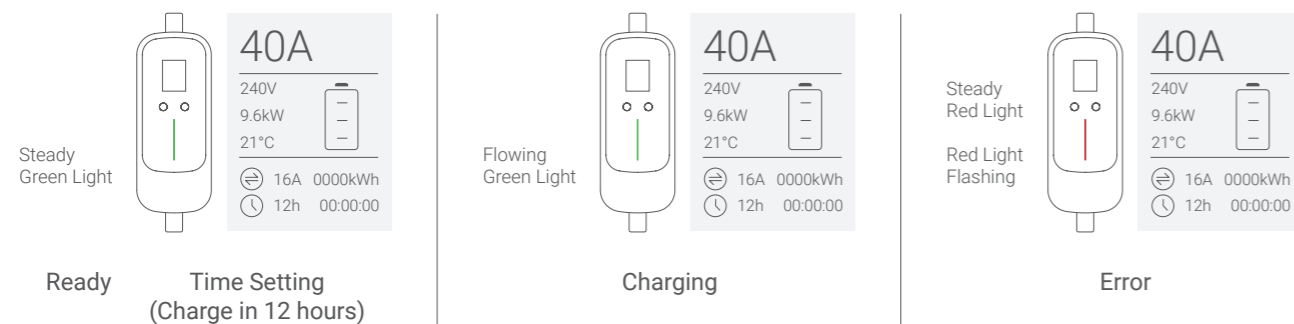 Steady
Green Light
40A
240V
9.6kW
21°C
16A 0000kWh
12h 00:00:00
Ready
Time Setting
(Charge in 12 hours)
Flowing
Green Light
40A
240V
9.6kW
21°C
16A 0000kWh
12h 00:00:00
Charging
Steady
Red Light
Red Light
Flashing
40A
240V
9.6kW
21°C
16A 0000kWh
12h 00:00:00
Error